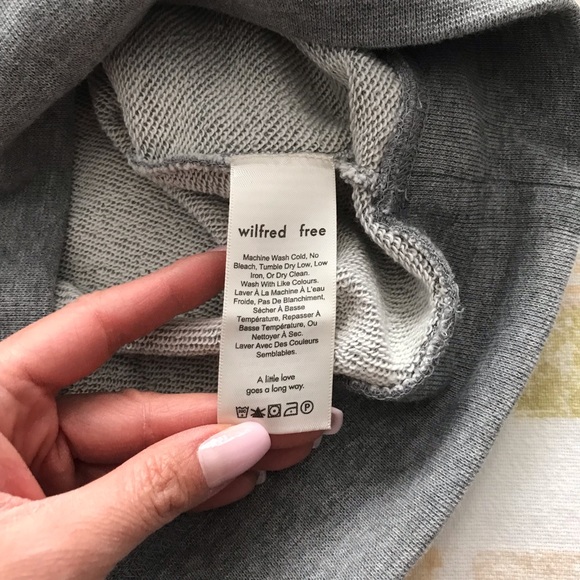 wilfred free
Machine Wash Cold, No
Bleach, Tumble Dry Low, Low
Iron, Or Dry Clean.
Wash With Like Colours.
Laver À La Machine À L'eau
Froide, Pas De Blanchiment,
Sécher À Basse
Température, Repasser À
Basse Température, Ou
Nettoyer À Sec.
Laver Avec Des Couleurs
Semblables.
A little love
goes a long way.
P